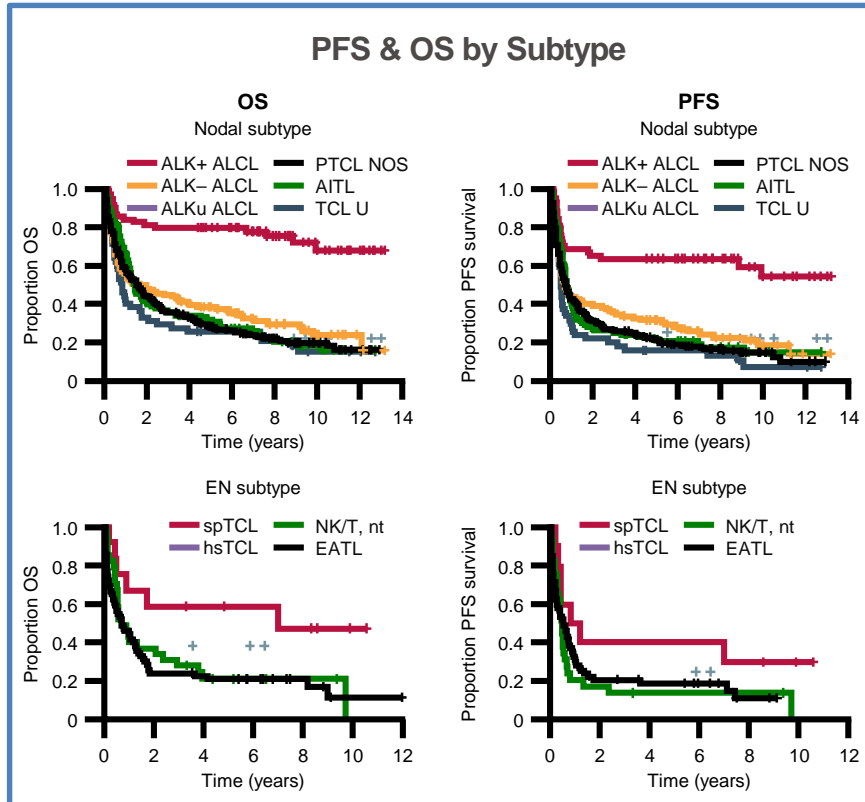 PFS & OS by Subtype
OS
Nodal subtype
ALK+ ALCL
PTCL NOS
ALK– ALCL
AITL
ALKu ALCL
TCL U
Proportion OS
1.0
0.8
0.6
0.4
0.2
0
0 2 4 6 8 10 12 14
Time (years)
PFS
Nodal subtype
ALK+ ALCL
PTCL NOS
ALK– ALCL
AITL
ALKu ALCL
TCL U
Proportion PFS survival
1.0
0.8
0.6
0.4
0.2
0
0 2 4 6 8 10 12 14
Time (years)
EN subtype
spTCL
NK/T, nt
hsTCL
EATL
Proportion OS
1.0
0.8
0.6
0.4
0.2
0
0 2 4 6 8 10 12
Time (years)
EN subtype
spTCL
NK/T, nt
hsTCL
EATL
Proportion PFS survival
1.0
0.8
0.6
0.4
0.2
0
0 2 4 6 8 10 12
Time (years)